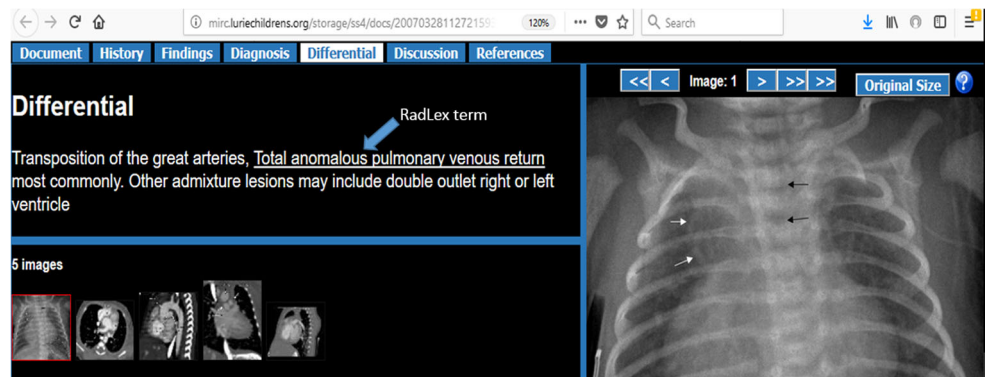 mirc.luriechildrens.org/storage/ss4/docs/20070328112721593
120%
Search
Document History Findings Diagnosis Differential Discussion References
<< < Image: 1 > >> >> Original Size ?
Differential
RadLex term
Transposition of the great arteries, Total anomalous pulmonary venous return
most commonly. Other admixture lesions may include double outlet right or left
ventricle
5 images